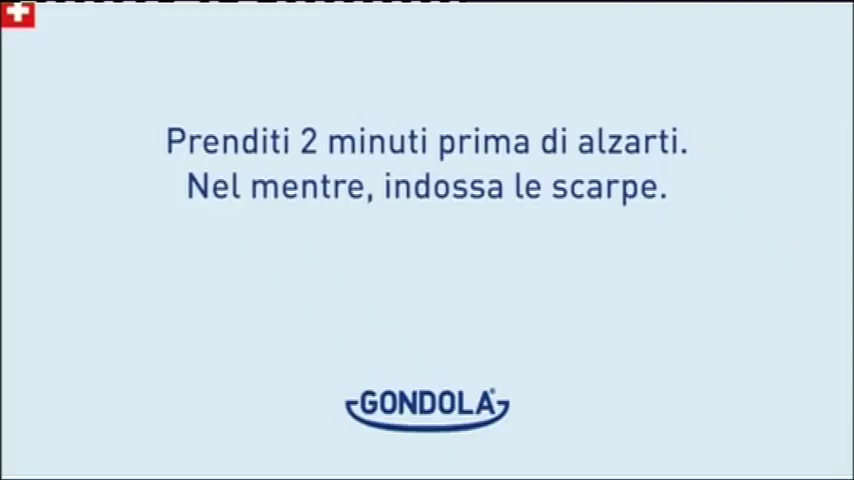 Prenditi 2 minuti prima di alzarti.
Nel mentre, indossa le scarpe.
GONDOLA®